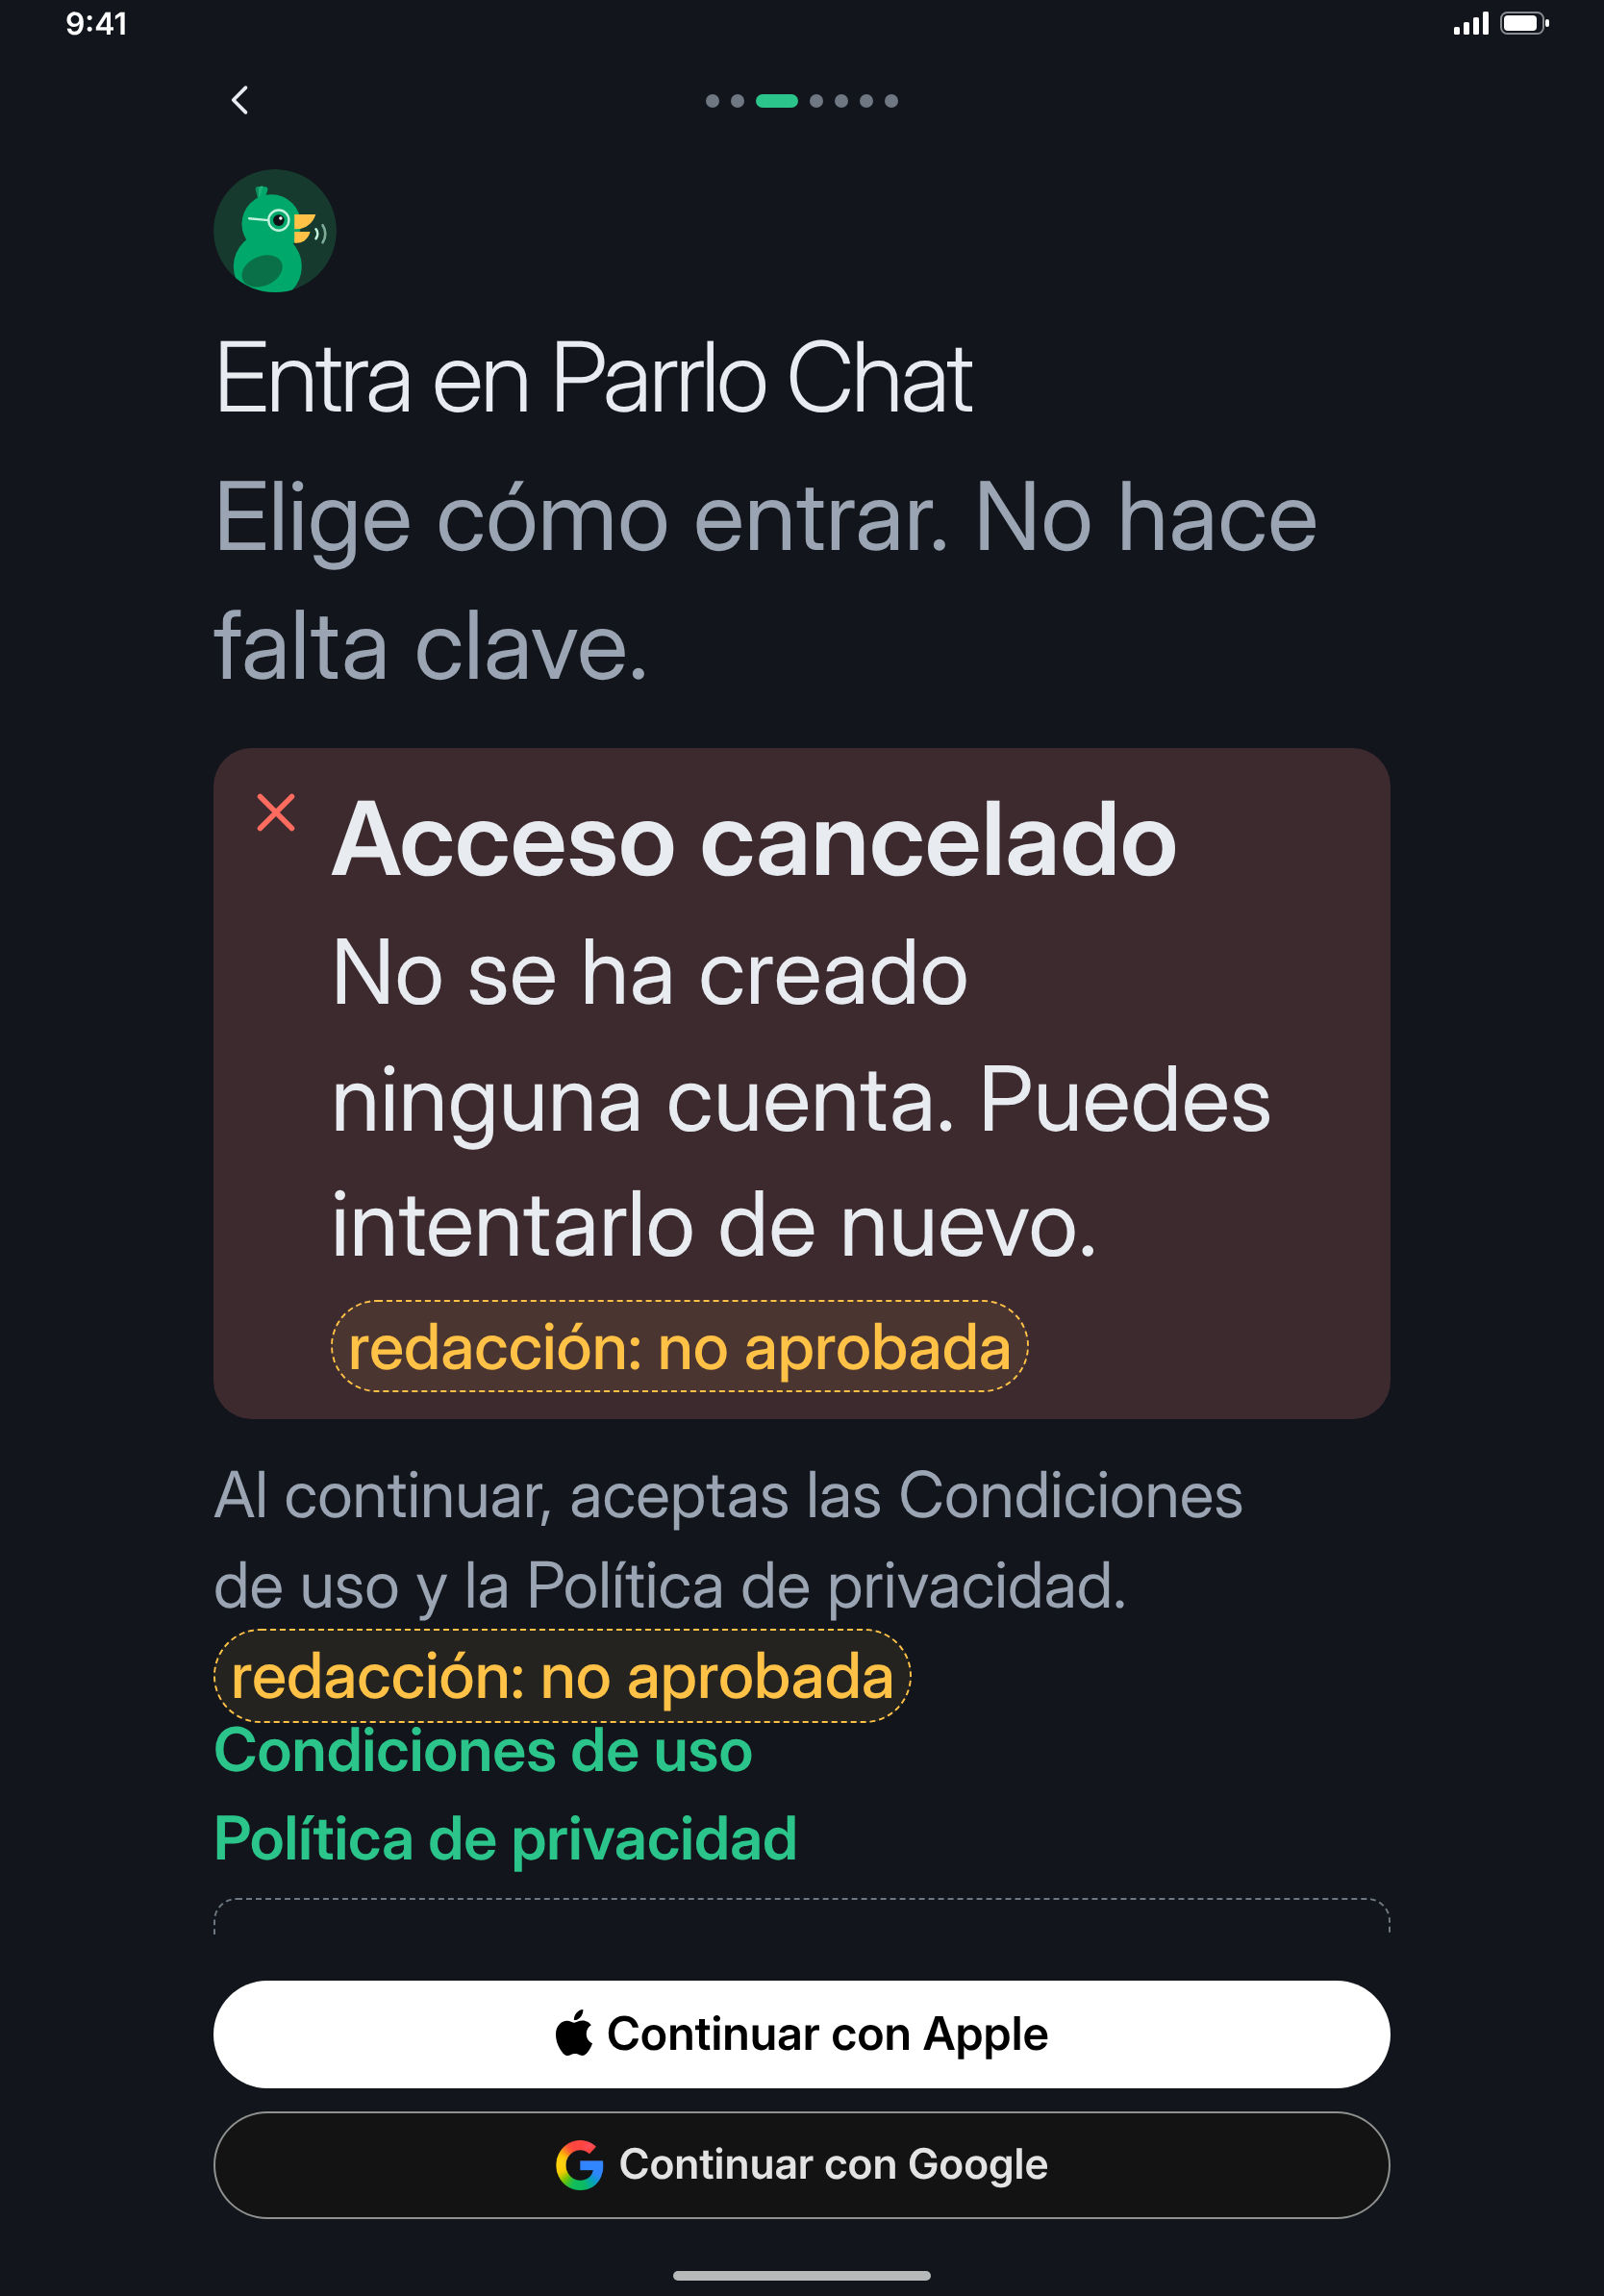 9:41
Entra en Parrlo Chat
Elige cómo entrar. No hace
falta clave.
Acceso cancelado
No se ha creado
ninguna cuenta. Puedes
intentarlo de nuevo.
redacción: no aprobada
Al continuar, aceptas las Condiciones
de uso y la Política de privacidad.
redacción: no aprobada
Condiciones de uso
Política de privacidad
Continuar con Apple
Continuar con Google